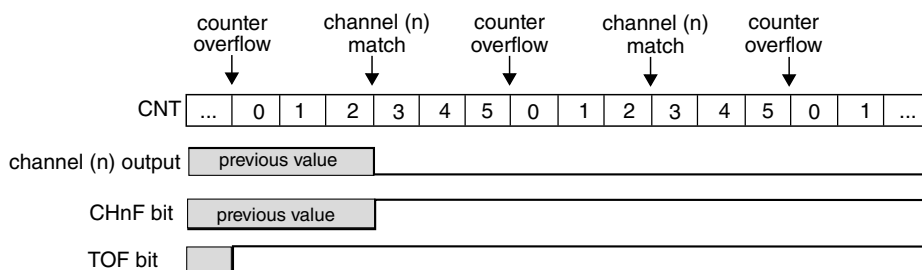 counter overflow
channel (n) match
counter overflow
channel (n) match
counter overflow
CNT ... 0 1 2 3 4 5 0 1 2 3 4 5 0 1 ...
channel (n) output previous value
CHnF bit previous value
TOF bit